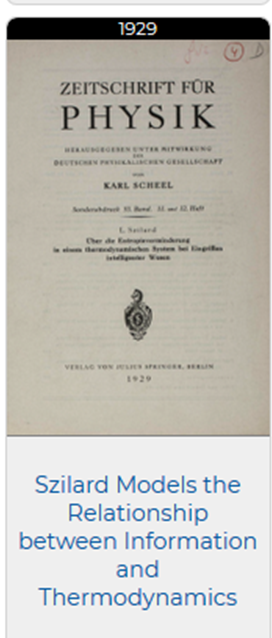 1929
ZEITSCHRIFT FÜR
PHYSIK
HERAUSGEGEBEN UNTER MITWIRKUNG
DER
DEUTSCHEN PHYSIKALISCHEN GESELLSCHAFT
VON
KARL SCHEEL
Sonderabdruck 53. Band. 11. und 12. Heft
L. Szilard
Über die Entropieverminderung
in einem thermodynamischen System bei Eingriffen
intelligenter Wesen
VERLAG VON JULIUS SPRINGER, BERLIN
1929
Szilard Models the
Relationship
between Information
and
Thermodynamics